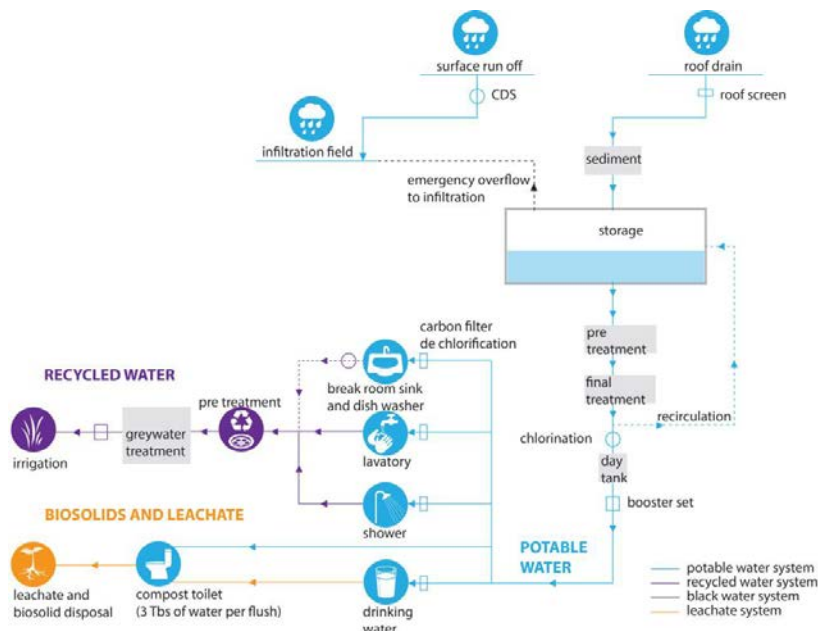 surface run off
roof drain
CDS
roof screen
infiltration field
sediment
emergency overflow
to infiltration
storage
carbon filter
de chlorification
pre
treatment
RECYCLED WATER
break room sink
and dish washer
final
treatment
recirculation
pre treatment
chlorination
greywater
treatment
irrigation
lavatory
day
tank
booster set
BIOSOLIDS AND LEACHATE
shower
POTABLE
WATER
leachate and
biosolid disposal
compost toilet
(3 Tbs of water per flush)
drinking
water
potable water system
recycled water system
black water system
leachate system